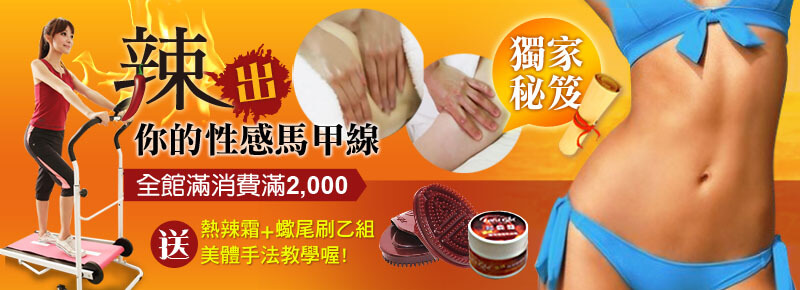 辣出
你的性感馬甲線
全館滿消費滿2,000
送
熱辣霜+蠍尾刷乙組
美體手法教學喔!
獨家
秘笈